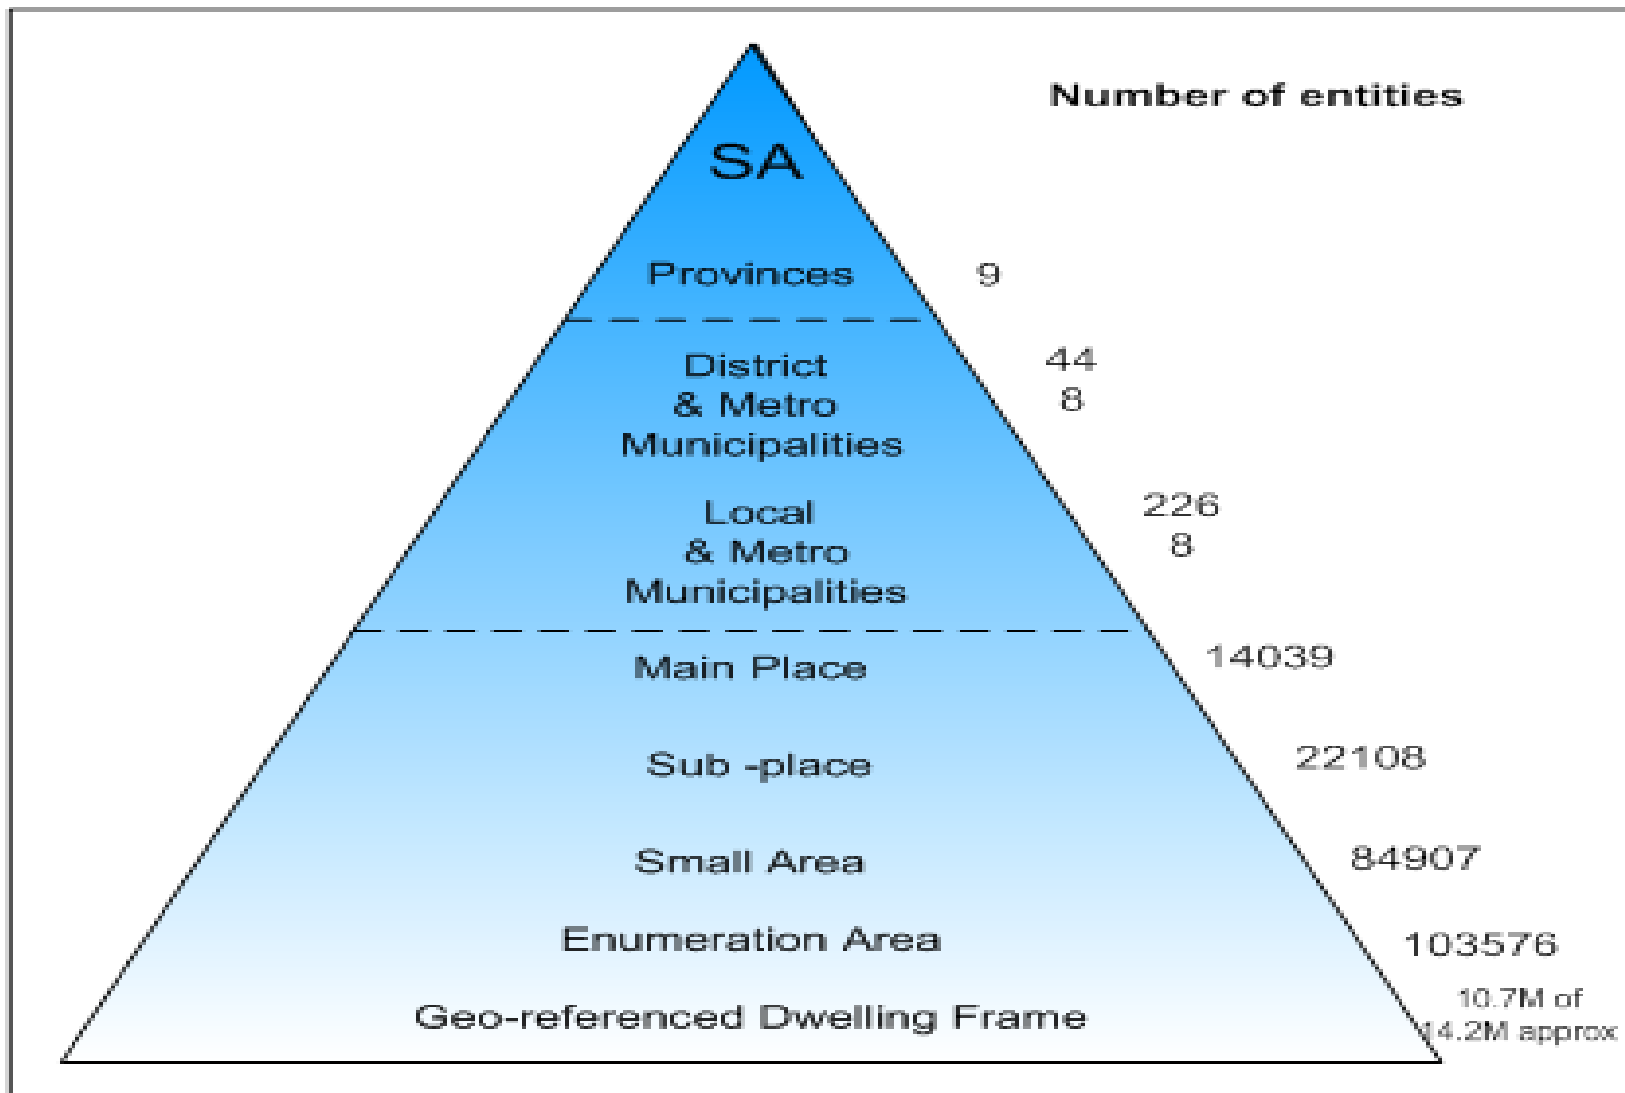 Number of entities
SA
Provinces 9
District 44
& Metro 8
Municipalities
Local 226
& Metro 8
Municipalities
Main Place 14039
Sub -place 22108
Small Area 84907
Enumeration Area 103576
Geo-referenced Dwelling Frame 10.7M of
14.2M approx